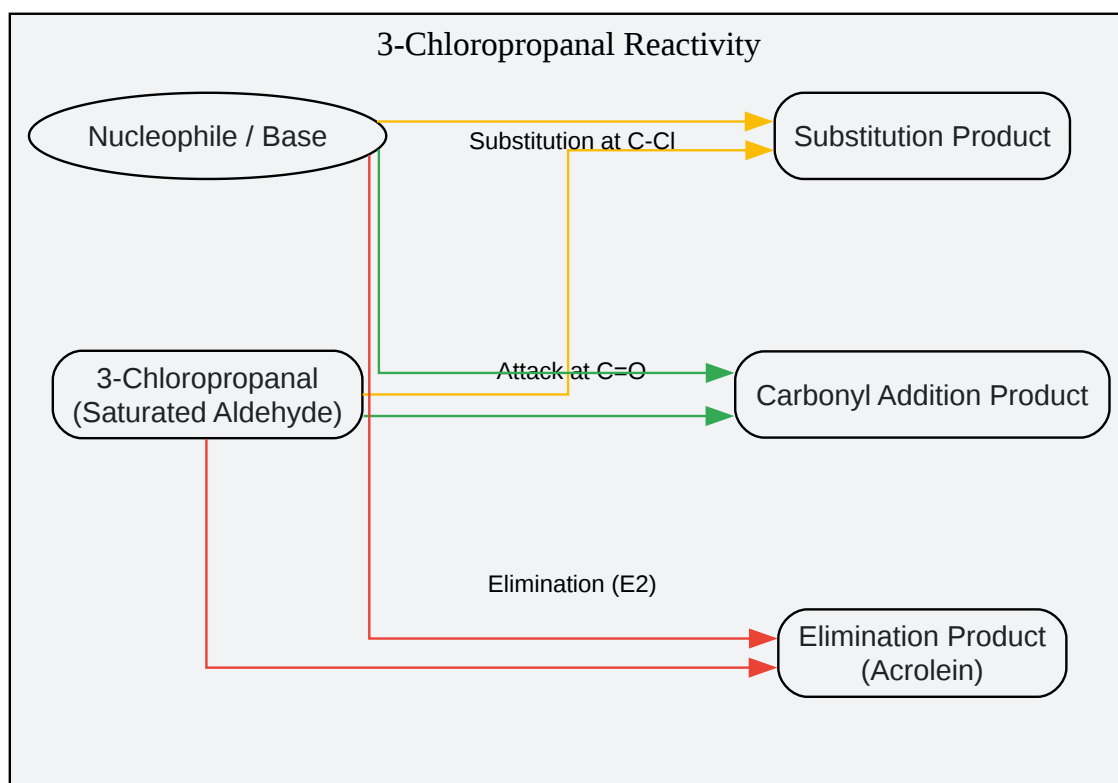 3-Chloropropanal Reactivity
Nucleophile / Base
Substitution at C-Cl
Substitution Product
3-Chloropropanal
(Saturated Aldehyde)
Attack at C=O
Carbonyl Addition Product
Elimination (E2)
Elimination Product
(Acrolein)